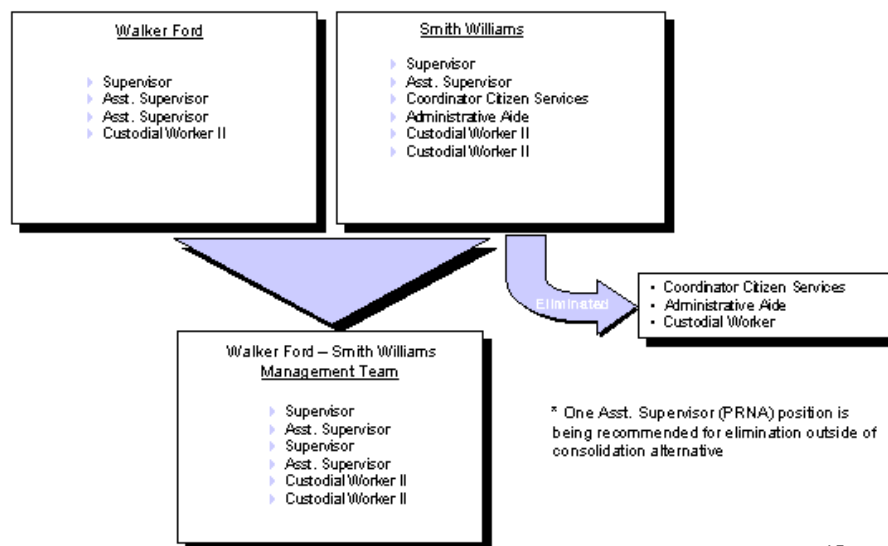 Walker Ford
Supervisor
Asst. Supervisor
Asst. Supervisor
Custodial Worker II
Smith Williams
Supervisor
Asst. Supervisor
Coordinator Citizen Services
Administrative Aide
Custodial Worker II
Custodial Worker II
Eliminated
• Coordinator Citizen Services
• Administrative Aide
• Custodial Worker
Walker Ford – Smith Williams
Management Team
Supervisor
Asst. Supervisor
Supervisor
Asst. Supervisor
Custodial Worker II
Custodial Worker II
* One Asst. Supervisor (PRNA) position is
being recommended for elimination outside of
consolidation alternative